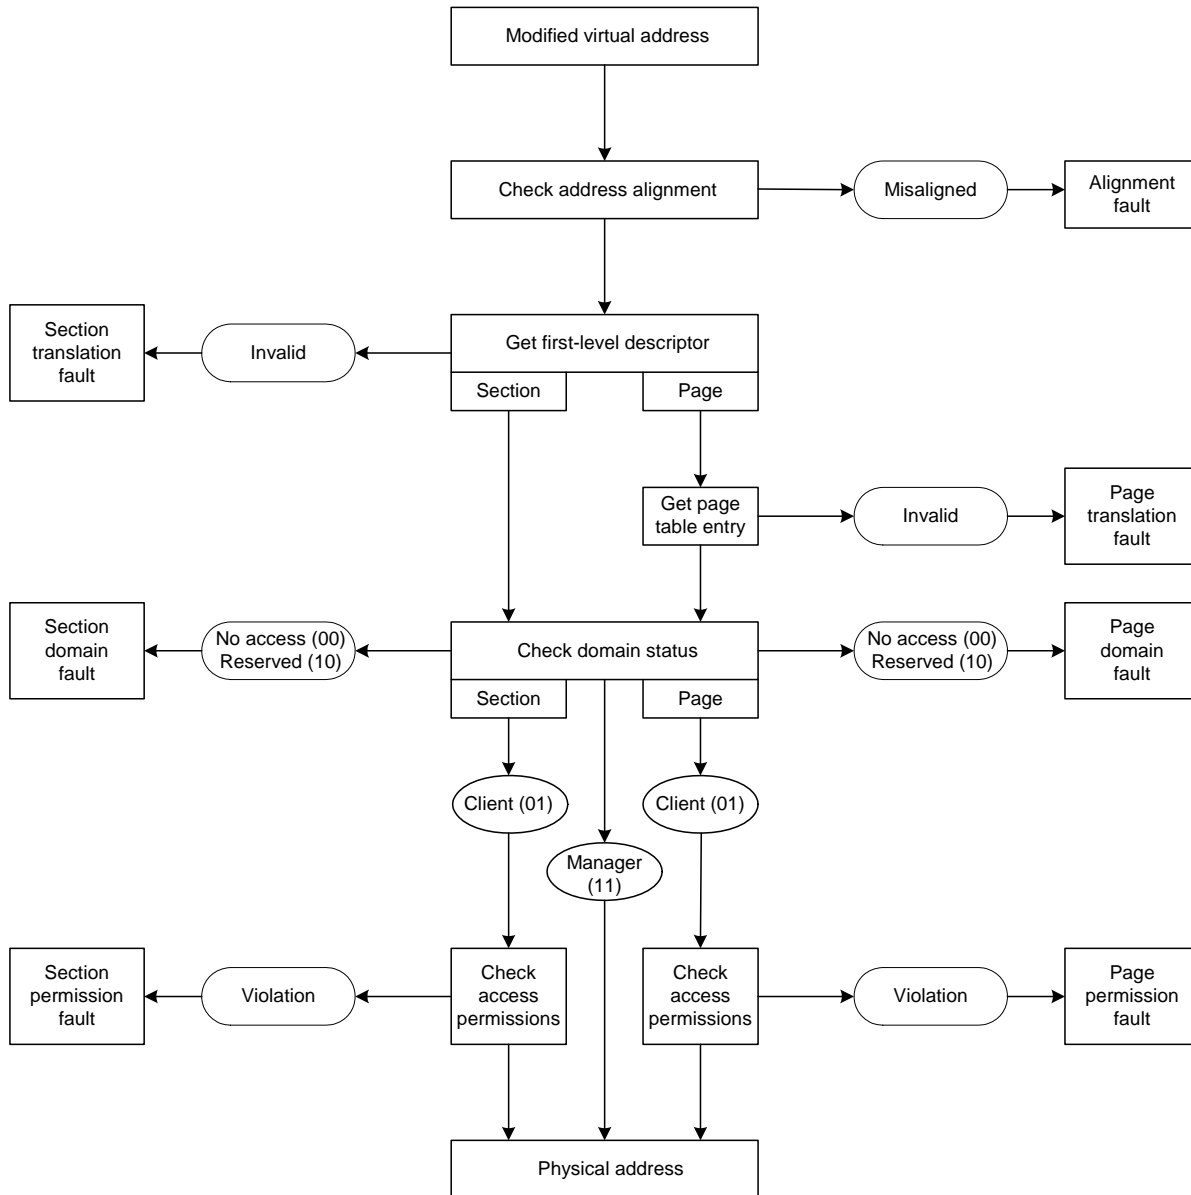 Modified virtual address
Check address alignment
Misaligned
Alignment
fault
Section
translation
fault
Invalid
Get first-level descriptor
Section
Page
Get page
table entry
Invalid
Page
translation
fault
Section
domain
fault
No access (00)
Reserved (10)
Check domain status
No access (00)
Reserved (10)
Page
domain
fault
Section
Page
Client (01)
Client (01)
Manager
(11)
Section
permission
fault
Violation
Check
access
permissions
Check
access
permissions
Violation
Page
permission
fault
Physical address